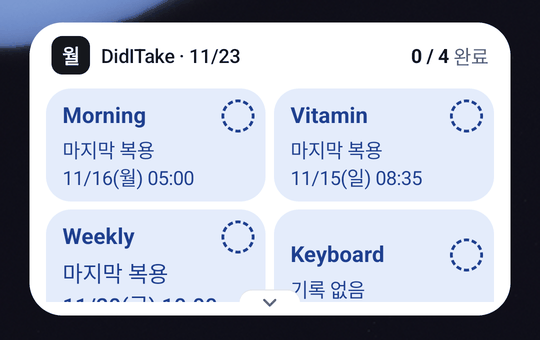 월 DidITake · 11/23 0 / 4 완료
Morning
마지막 복용
11/16(월) 05:00
Vitamin
마지막 복용
11/15(일) 08:35
Weekly
마지막 복용
Keyboard
기록 없음